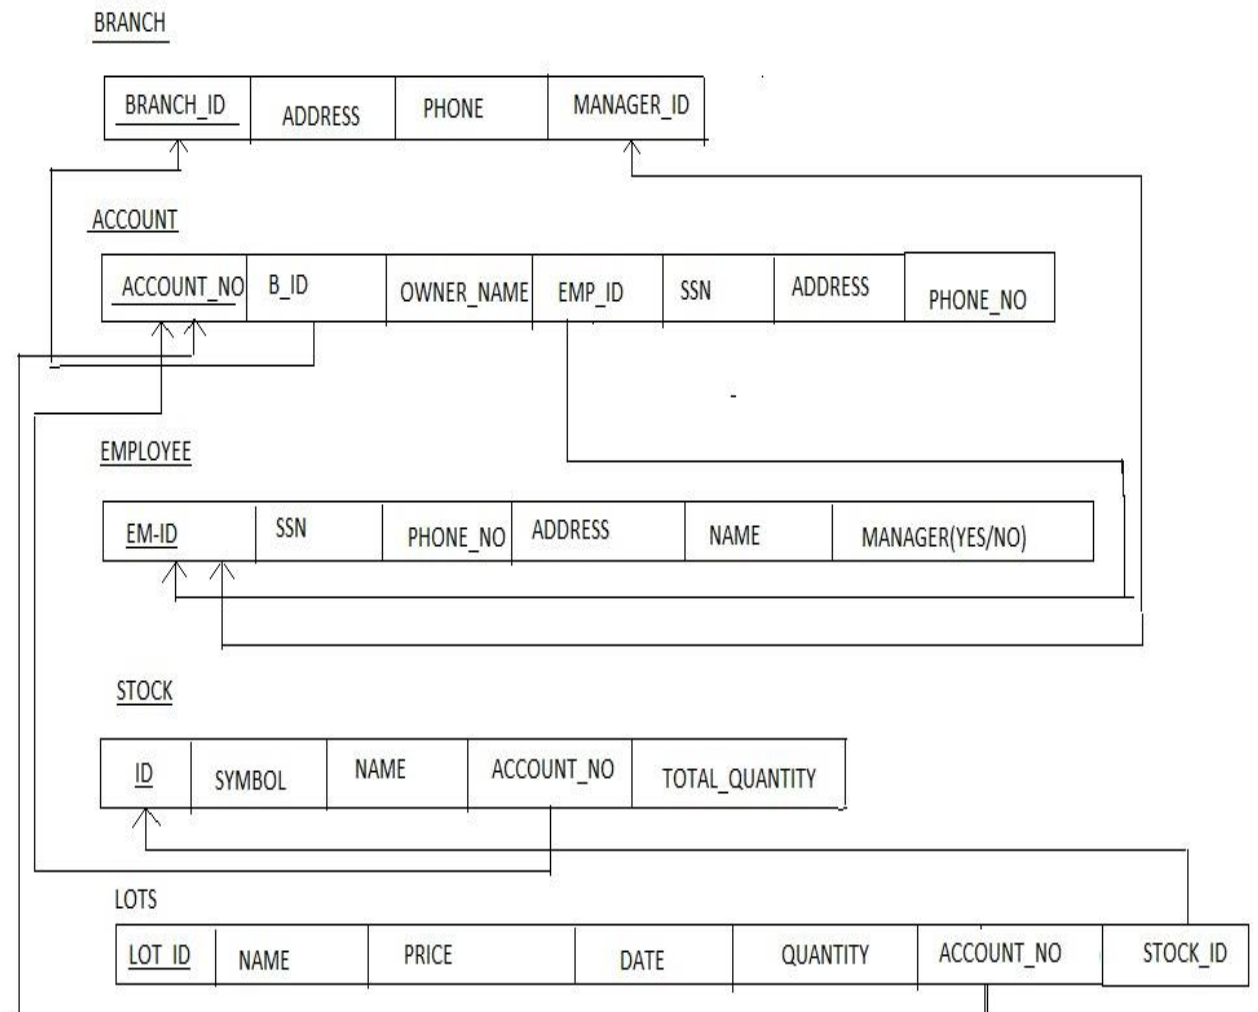 BRANCH
BRANCH_ID ADDRESS PHONE MANAGER_ID
ACCOUNT
ACCOUNT_NO B_ID OWNER_NAME EMP_ID SSN ADDRESS PHONE_NO
EMPLOYEE
EM-ID SSN PHONE_NO ADDRESS NAME MANAGER(YES/NO)
STOCK
ID SYMBOL NAME ACCOUNT_NO TOTAL_QUANTITY
LOTS
LOT_ID NAME PRICE DATE QUANTITY ACCOUNT_NO STOCK_ID